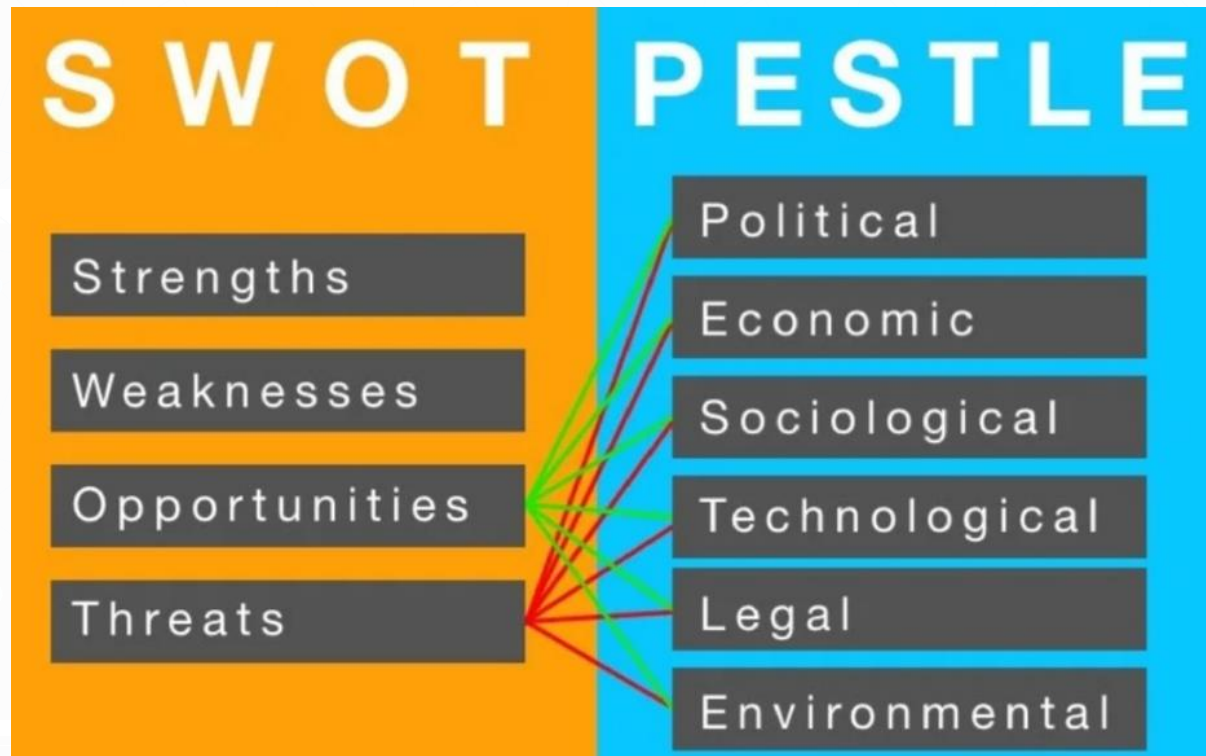 SWOT
Strengths
Weaknesses
Opportunities
Threats
PESTLE
Political
Economic
Sociological
Technological
Legal
Environmental